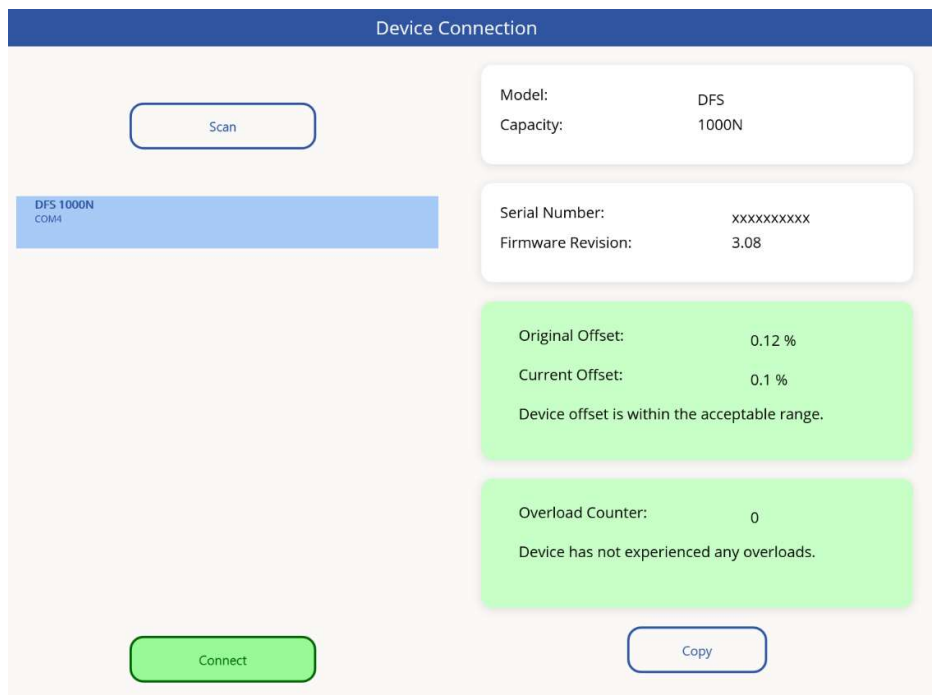 Device Connection
Scan
DFS 1000N
COM4
Connect
Model: DFS
Capacity: 1000N
Serial Number: xxxxxxxxxx
Firmware Revision: 3.08
Original Offset: 0.12 %
Current Offset: 0.1 %
Device offset is within the acceptable range.
Overload Counter: 0
Device has not experienced any overloads.
Copy